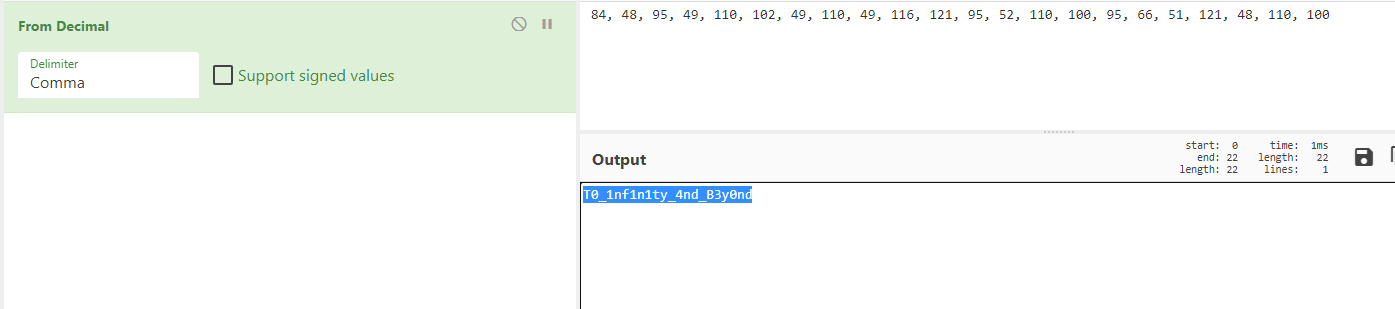 From Decimal
Delimiter
Comma
Support signed values
84, 48, 95, 49, 110, 102, 49, 110, 49, 116, 121, 95, 52, 110, 100, 95, 66, 51, 121, 48, 110, 100
Output
start: 0 time: 1ms
end: 22 length: 22
length: 22 lines: 1
T0_1nf1n1ty_4nd_B3y0nd